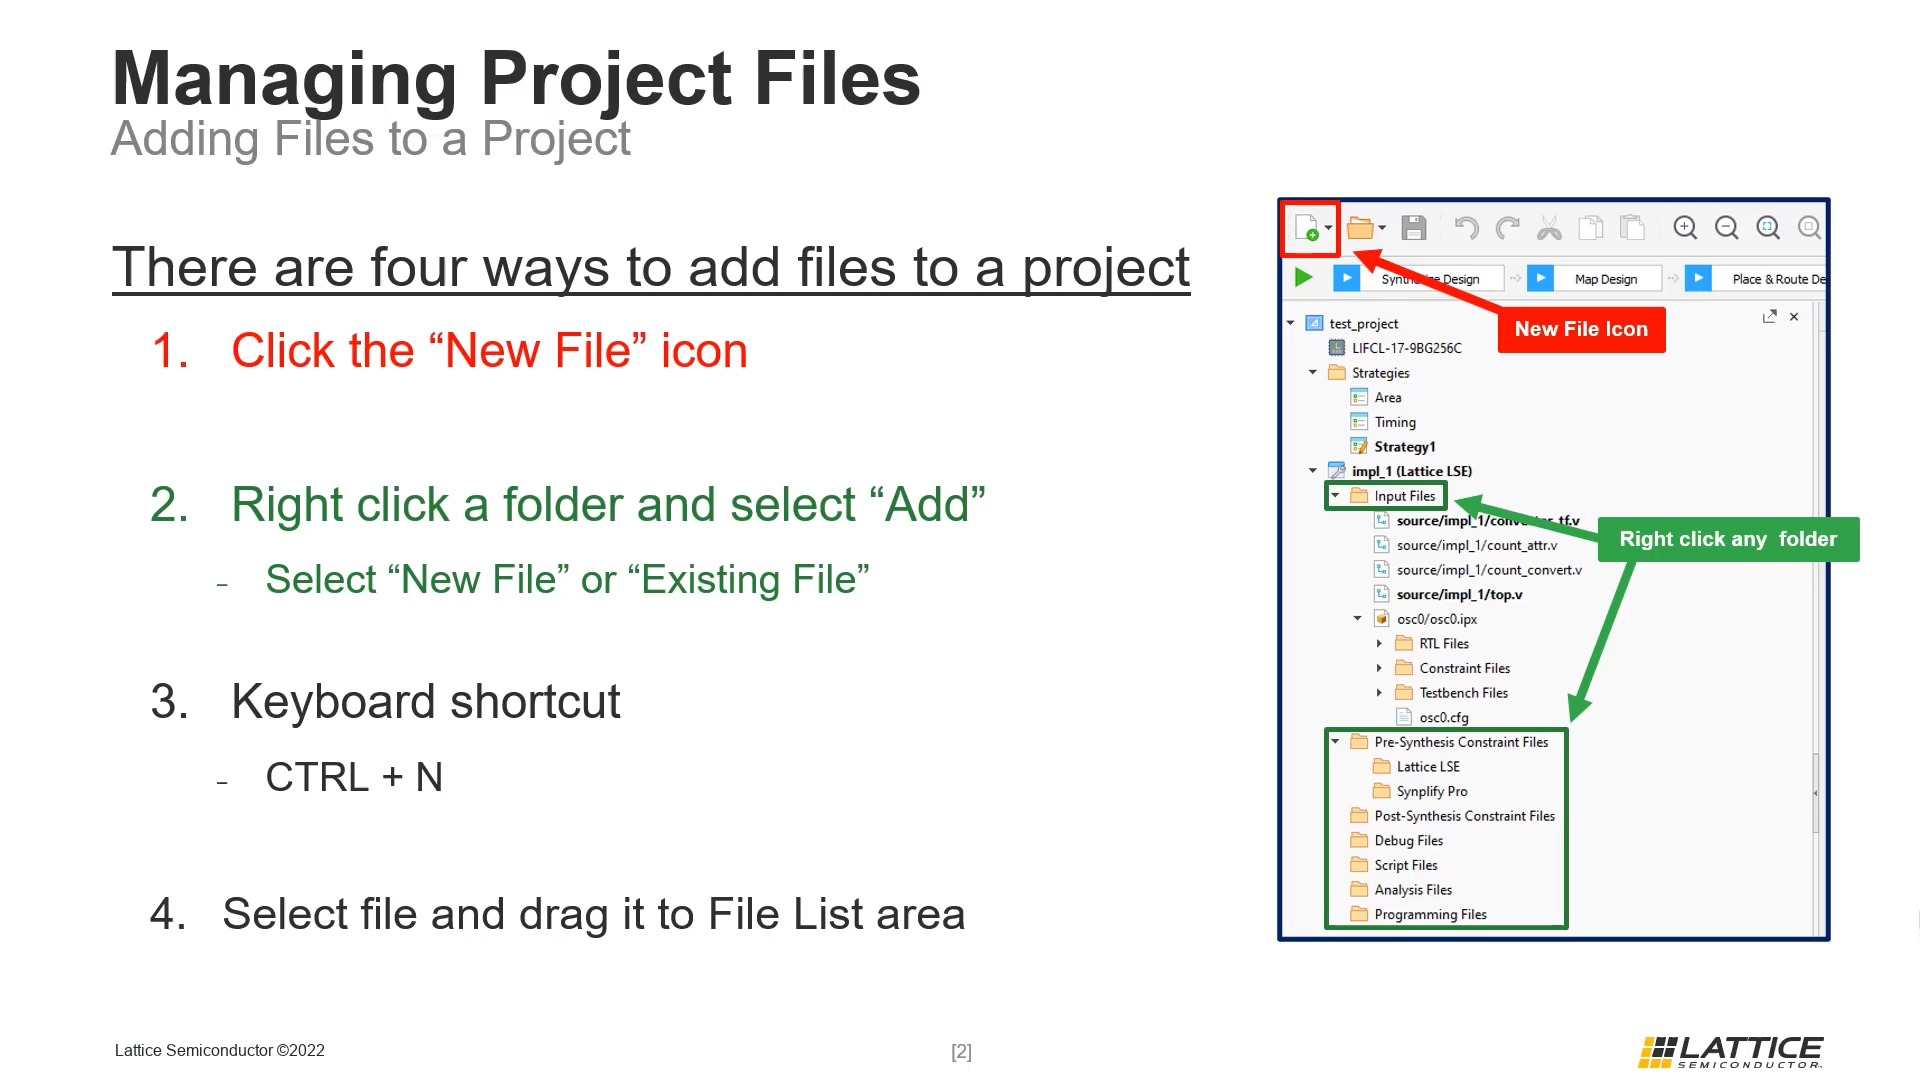 Managing Project Files
Adding Files to a Project
There are four ways to add files to a project
1. Click the “New File” icon
2. Right click a folder and select “Add”
- Select “New File” or “Existing File”
3. Keyboard shortcut
- CTRL + N
4. Select file and drag it to File List area
Design
Map Design
Place & Route De
New File Icon
test_project
LIFCL-17-9BG256C
Strategies
Area
Timing
Strategy1
impl_1 (Lattice LSE)
Input Files
source/impl_1/convertor_tf.v
Right click any folder
source/impl_1/count_attr.v
source/impl_1/count_convert.v
source/impl_1/top.v
osc0/osc0.ipx
RTL Files
Constraint Files
Testbench Files
osc0.cfg
Pre-Synthesis Constraint Files
Lattice LSE
Synplify Pro
Post-Synthesis Constraint Files
Debug Files
Script Files
Analysis Files
Programming Files
Lattice Semiconductor ©2022
[2]
LATTICE
SEMICONDUCTOR